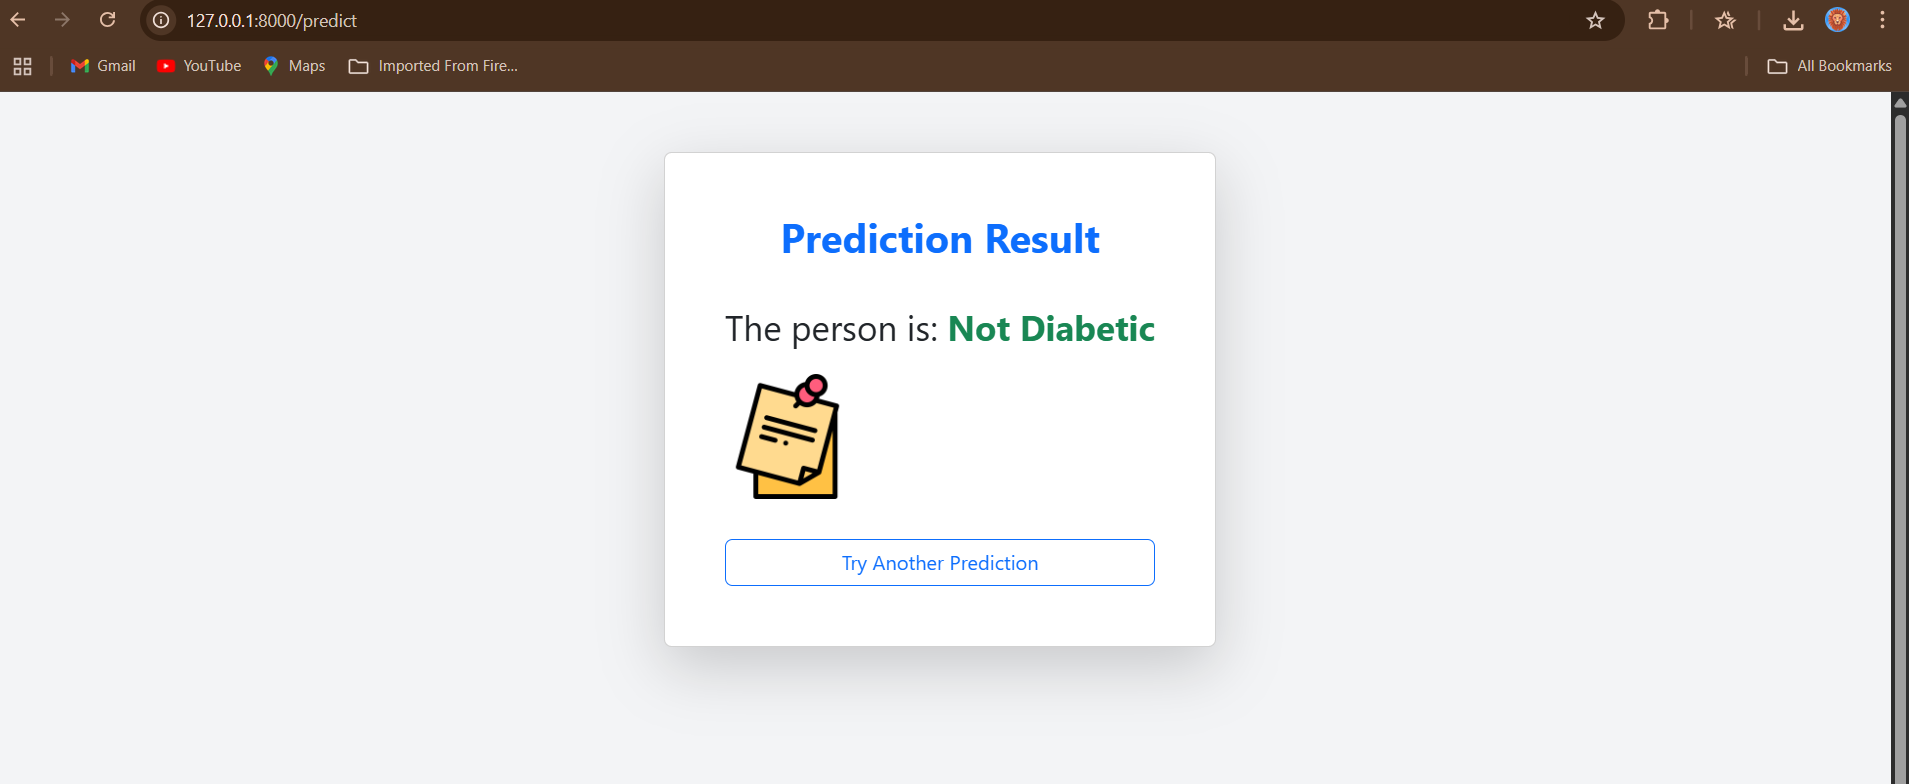 127.0.0.1:8000/predict
Gmail YouTube Maps Imported From Fire... All Bookmarks
Prediction Result
The person is: Not Diabetic
Try Another Prediction